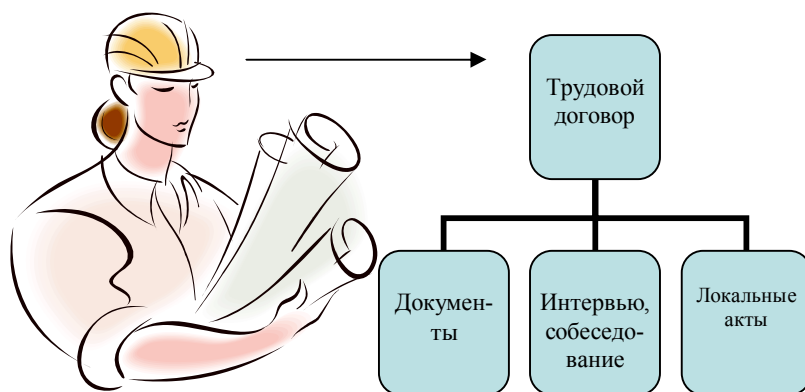 Трудовой
договор
Докумен-
ты
Интервью,
собеседо-
вание
Локальные
акты